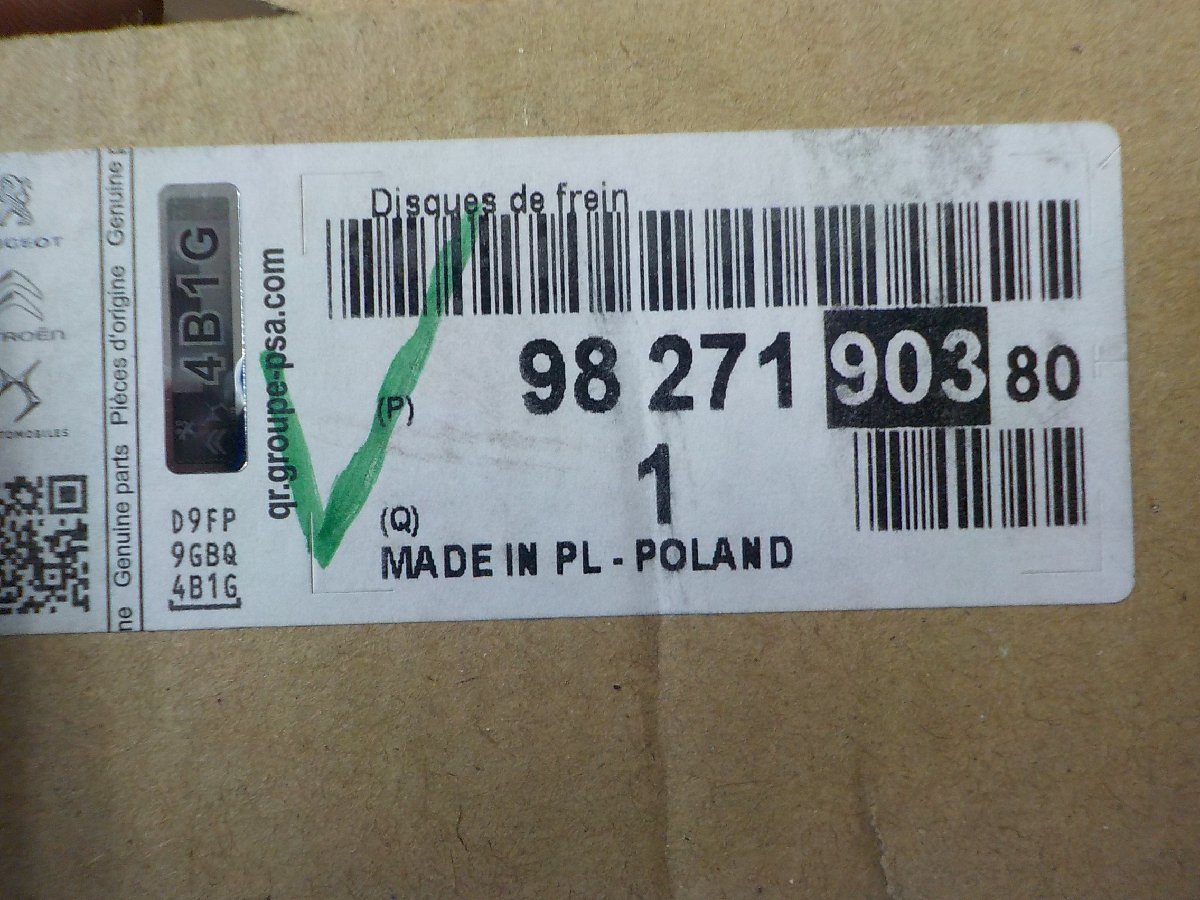 Disques de frein
98 271 903 80
(P)
1
(Q)
MADE IN PL - POLAND
qr.groupe-psa.com
4B1G
D9FP
9GBQ
4B1G
Genuine parts Pièces d'origine Genuine